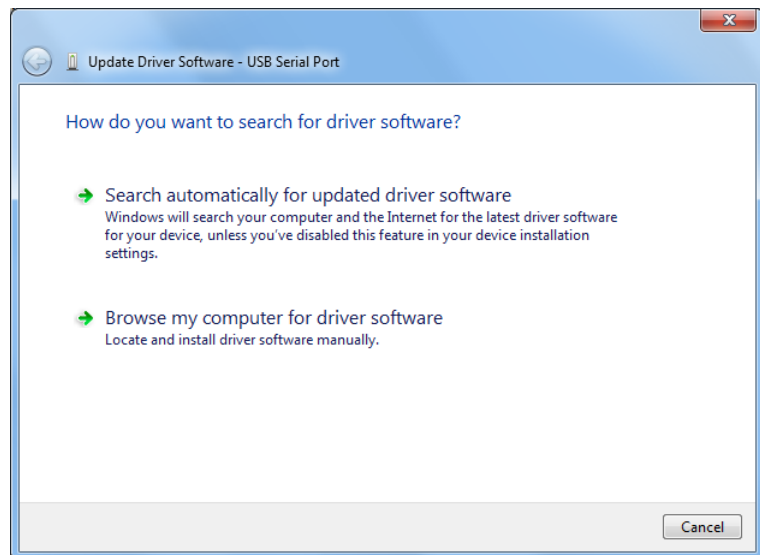 Update Driver Software - USB Serial Port
How do you want to search for driver software?
Search automatically for updated driver software
Windows will search your computer and the Internet for the latest driver software
for your device, unless you've disabled this feature in your device installation
settings.
Browse my computer for driver software
Locate and install driver software manually.
Cancel